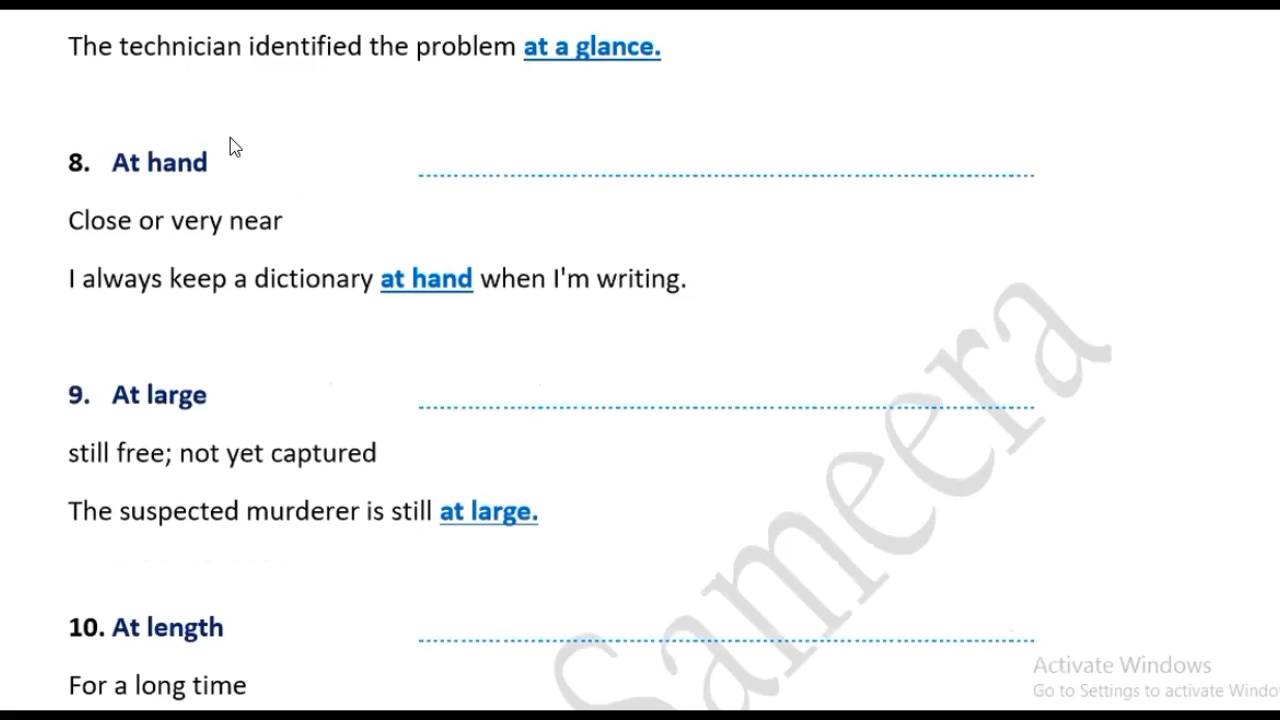 The technician identified the problem at a glance.
8. At hand
Close or very near
I always keep a dictionary at hand when I'm writing.
9. At large
still free; not yet captured
The suspected murderer is still at large.
10. At length
For a long time
Sameera
Activate Windows
Go to Settings to activate Windo